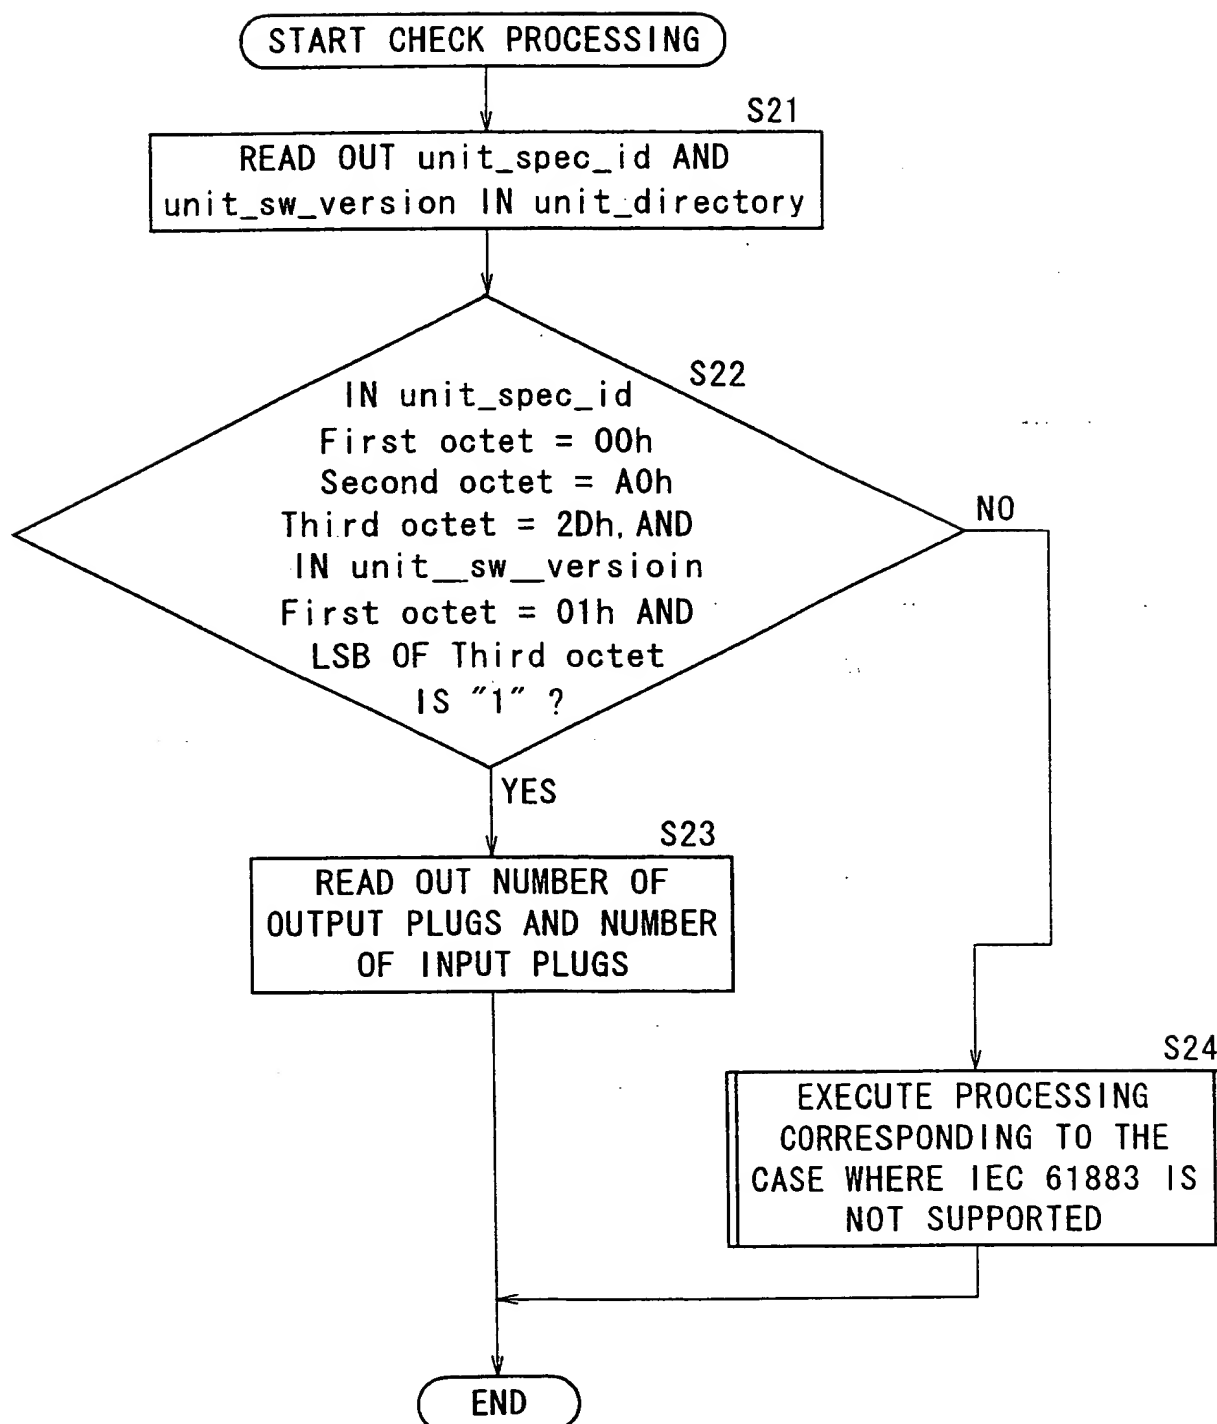 START CHECK PROCESSING
S21
READ OUT unit_spec_id AND
unit_sw_version IN unit_directory
S22
IN unit_spec_id
First octet = 00h
Second octet = A0h
Third octet = 2Dh, AND
IN unit__sw__versioin
First octet = 01h AND
LSB OF Third octet
IS "1" ?
NO
YES
S23
READ OUT NUMBER OF
OUTPUT PLUGS AND NUMBER
OF INPUT PLUGS
S24
EXECUTE PROCESSING
CORRESPONDING TO THE
CASE WHERE IEC 61883 IS
NOT SUPPORTED
END